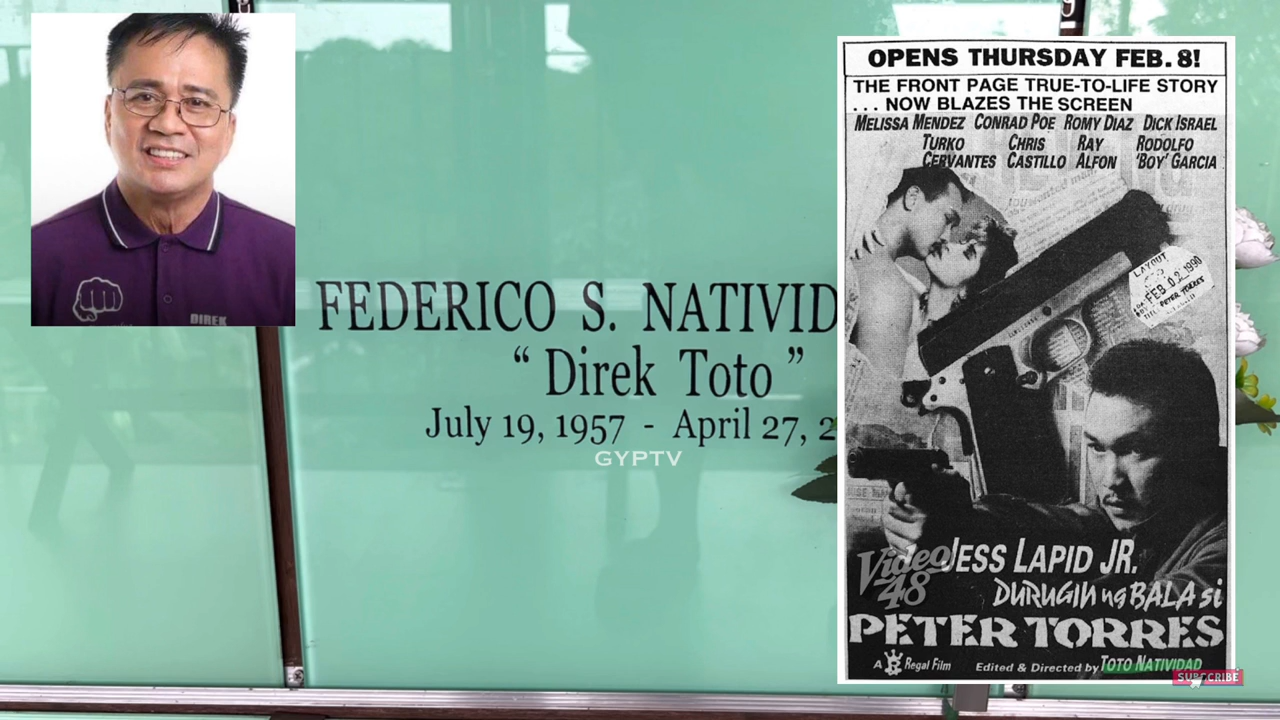 DIREK
FEDERICO S. NATIVID
“ Direk Toto ”
July 19, 1957 - April 27, 2
GYPTV
OPENS THURSDAY FEB. 8!
THE FRONT PAGE TRUE-TO-LIFE STORY
. . . NOW BLAZES THE SCREEN
MELISSA MENDEZ CONRAD POE ROMY DIAZ DICK ISRAEL
TURKO CERVANTES CHRIS CASTILLO RAY ALFON RODOLFO 'BOY' GARCIA
LAYOUT
FEB 02 1990
PETER TORRES
Video 48
JESS LAPID JR.
DURUGIN ng BALA si
PETER TORRES
A R Regal Film Edited & Directed by TOTO NATIVIDAD
SUBSCRIBE